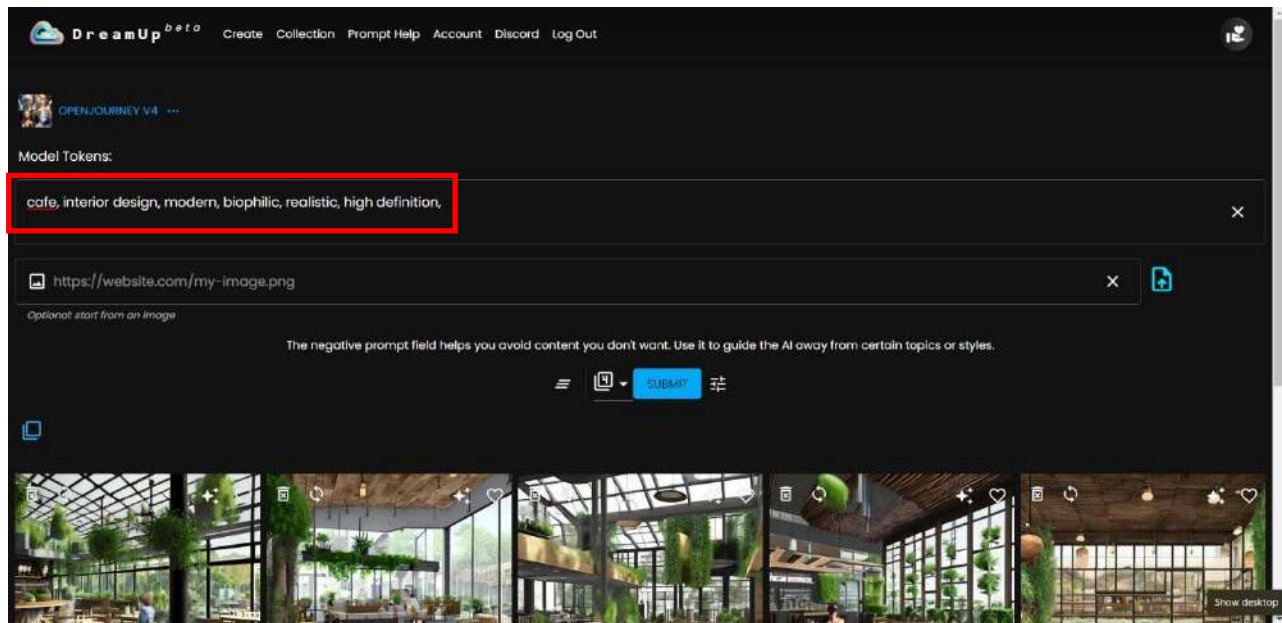 DreamUp beta Create Collection Prompt Help Account Discord Log Out
OPENJOURNEY V4 ...
Model Tokens:
cafe, interior design, modern, biophilic, realistic, high definition,
https://website.com/my-image.png
Optional: start from an image
The negative prompt field helps you avoid content you don't want. Use it to guide the AI away from certain topics or styles.
4 SUBMIT
Show desktop